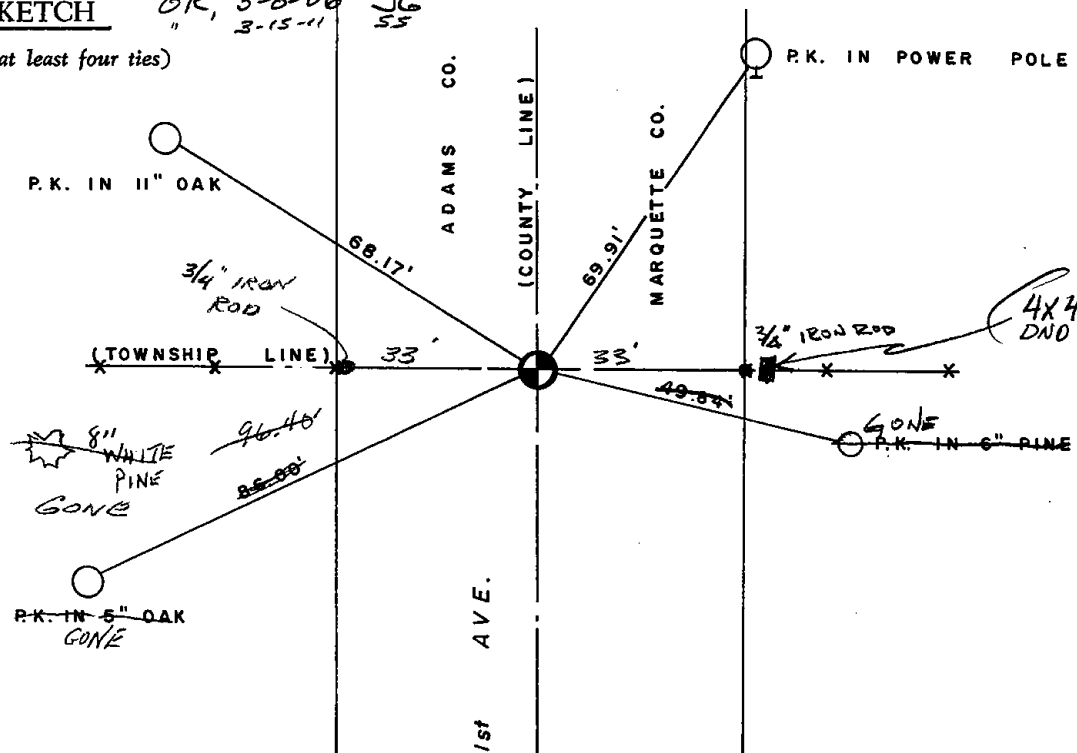 KETCH
OK, 3-8-06
" 3-15-11 SS
at least four ties)
P.K. IN POWER POLE
ADAMS CO.
(COUNTY LINE)
MARQUETTE CO.
P.K. IN 11" OAK
68.17'
69.91'
3/4" IRON
ROD
3/4" IRON ROD
4X4
DND
(TOWNSHIP LINE)
33'
33'
49.84'
GONE
P.K. IN 6" PINE
8"
WHITE
PINE
GONE
96.40'
86.00'
P.K. IN 5" OAK
GONE
1st AVE.